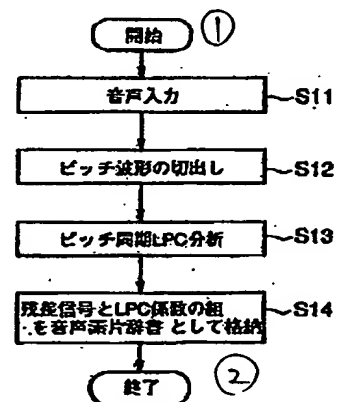 開始 ①
音声入力 S11
ピッチ波形の切出し S12
ピッチ同期LPC分析 S13
残差信号とLPC係数の組
を音声素片辞書として格納 S14
終了 ②